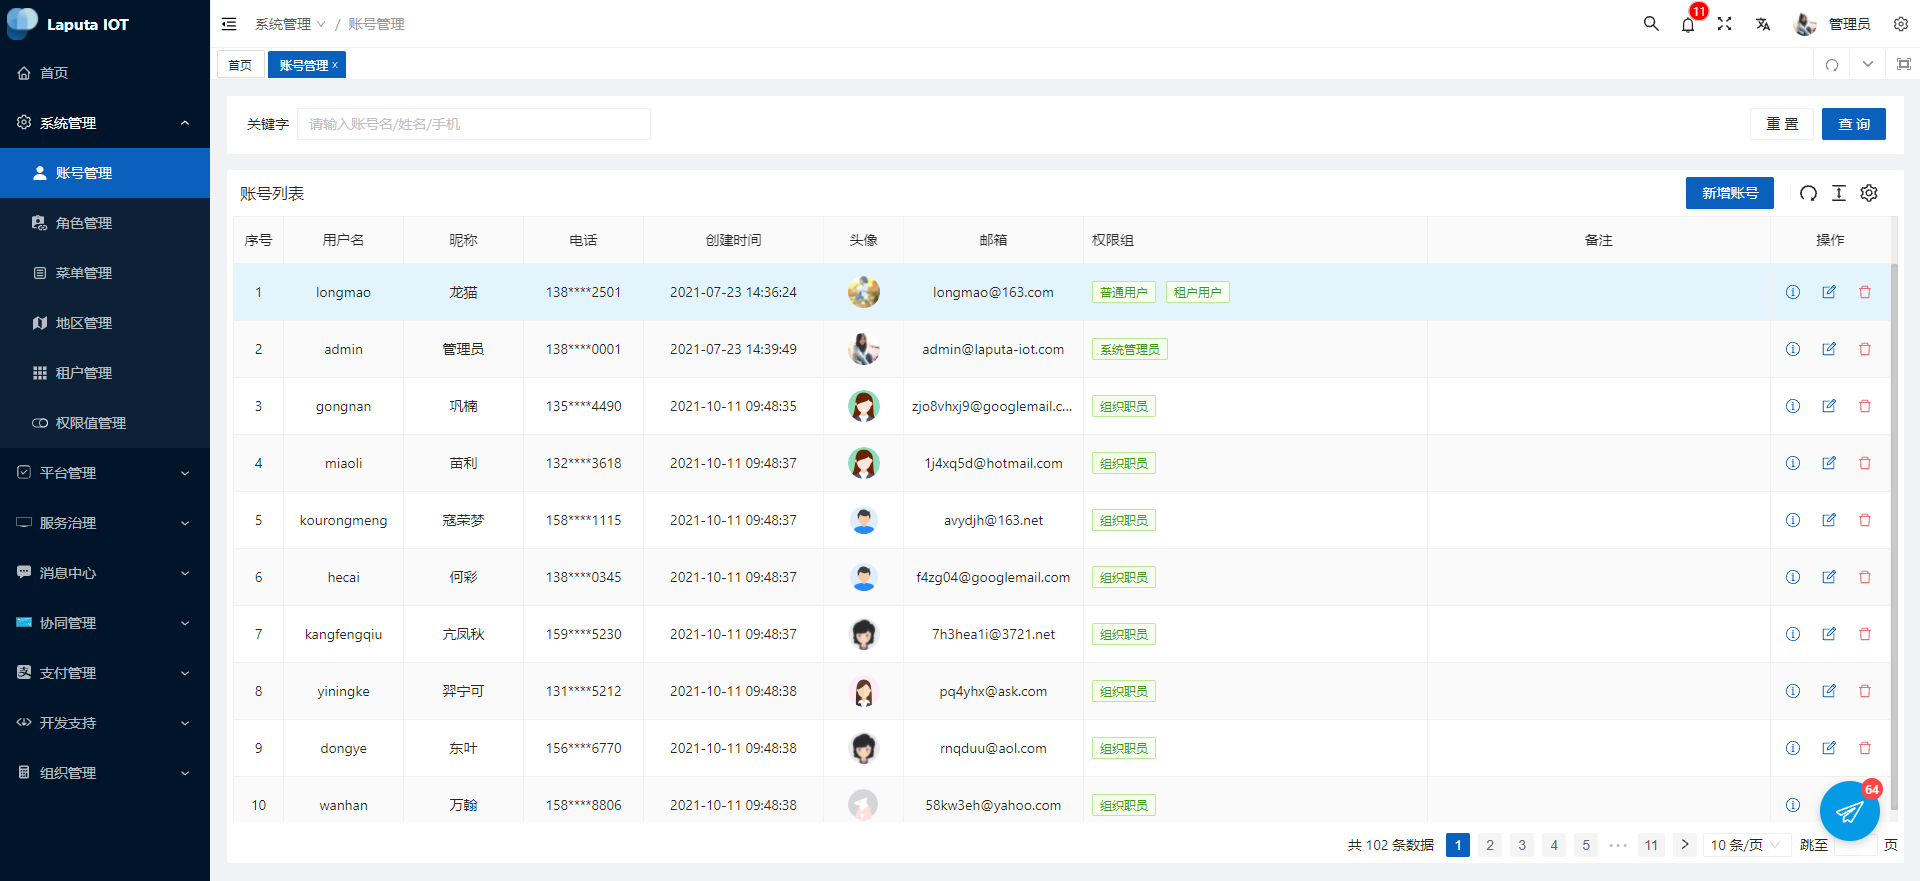 Laputa IOT
首页
系统管理
账号管理
角色管理
菜单管理
地区管理
租户管理
权限值管理
平台管理
服务治理
消息中心
协同管理
支付管理
开发支持
组织管理
系统管理 / 账号管理
11
管理员
首页
账号管理 x
关键字 请输入账号名/姓名/手机
重 置 查 询
账号列表
新增账号
序号 用户名 昵称 电话 创建时间 头像 邮箱 权限组 备注 操作
1 longmao 龙猫 138****2501 2021-07-23 14:36:24 longmao@163.com 普通用户 租户用户
2 admin 管理员 138****0001 2021-07-23 14:39:49 admin@laputa-iot.com 系统管理员
3 gongnan 巩楠 135****4490 2021-10-11 09:48:35 zjo8vhxj9@googlemail.c... 组织职员
4 miaoli 苗利 132****3618 2021-10-11 09:48:37 1j4xq5d@hotmail.com 组织职员
5 kourongmeng 寇荣梦 158****1115 2021-10-11 09:48:37 avydjh@163.net 组织职员
6 hecai 何彩 138****0345 2021-10-11 09:48:37 f4zg04@googlemail.com 组织职员
7 kangfengqiu 亢凤秋 159****5230 2021-10-11 09:48:37 7h3hea1i@3721.net 组织职员
8 yiningke 羿宁可 131****5212 2021-10-11 09:48:38 pq4yhx@ask.com 组织职员
9 dongye 东叶 156****6770 2021-10-11 09:48:38 rnqduu@aol.com 组织职员
10 wanhan 万翰 158****8806 2021-10-11 09:48:38 58kw3eh@yahoo.com 组织职员
64
共 102 条数据 1 2 3 4 5 ••• 11 > 10 条/页 跳至 页